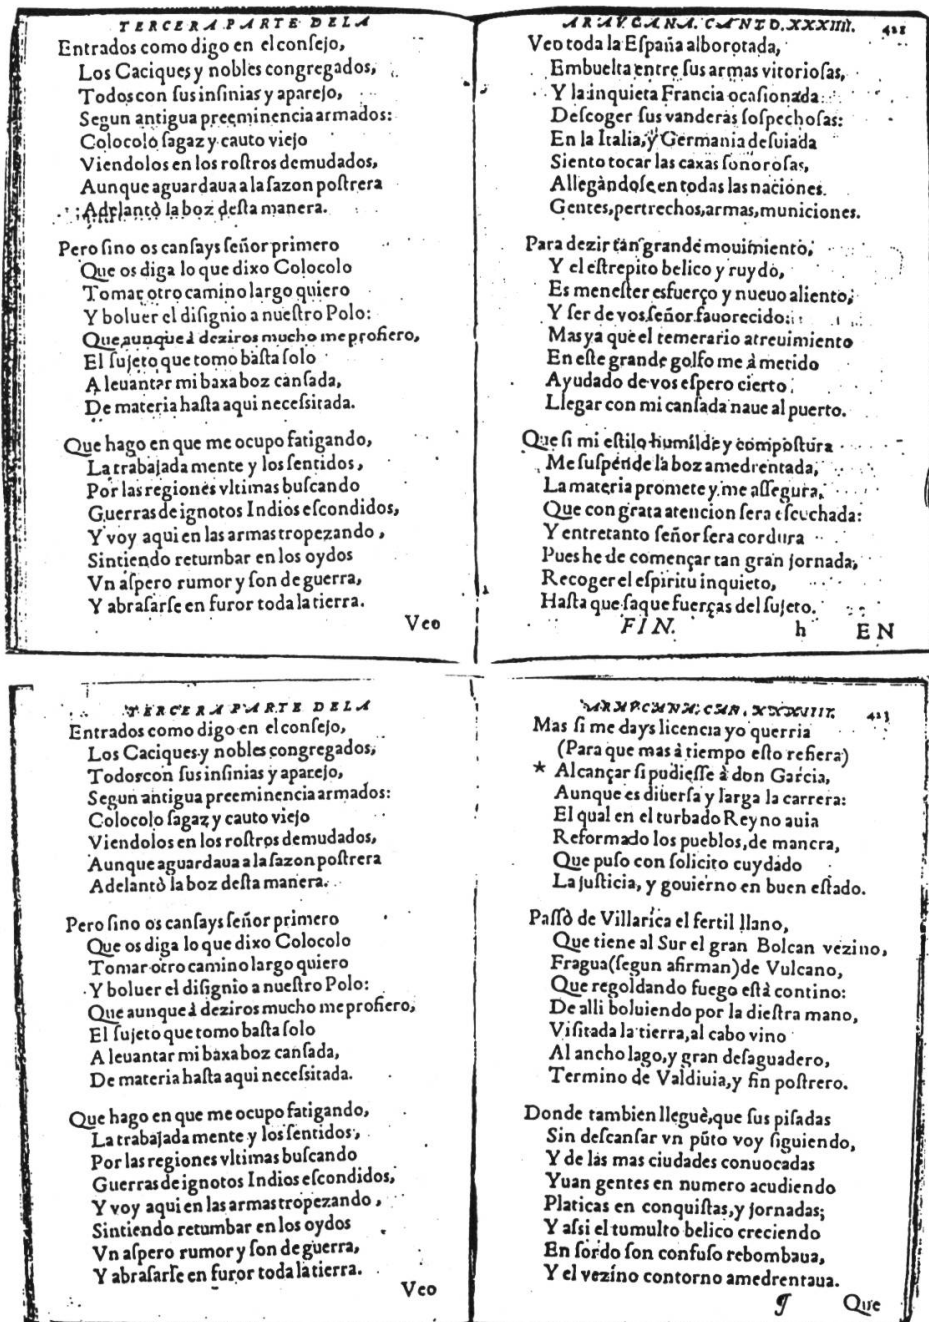 TERCERA PARTE DELA
Entrados como digo en el conſejo,
Los Caciques y nobles congregados,
Todos con ſus inſinias y aparejo,
Segun antigua preeminencia armados:
Colocolo ſagaz y cauto viejo
Viendolos en los roſtros demudados,
Aunque aguardaua a la ſazon poſtrera
Adelantò la boz deſta manera.
Pero ſino os canſays ſeñor primero
Que os diga lo que dixo Colocolo
Tomar otro camino largo quiero
Y boluer el diſignio a nueſtro Polo:
Que aunque à deziros mucho me profiero,
El ſujeto que tomo baſta ſolo
A leuantar mi baxa boz canſada,
De materia haſta aqui neceſsitada.
Que hago en que me ocupo fatigando,
La trabajada mente y los ſentidos,
Por las regiones vltimas buſcando
Guerras de ignotos Indios eſcondidos,
Y voy aqui en las armas tropezando,
Sintiendo retumbar en los oydos
Vn aſpero rumor y ſon de guerra,
Y abraſarſe en furor toda la tierra.
Veo
ARAVCANA. CANTO. XXXIIII. 421
Veo toda la Eſpaña alborotada,
Embuelta entre ſus armas vitorioſas,
Y la inquieta Francia ocaſionada
Deſcoger ſus vanderas ſoſpechoſas:
En la Italia, y Germania deſuiada
Siento tocar las caxas ſonoroſas,
Allegàndoſe en todas las naciones.
Gentes, pertrechos, armas, municiones.
Para dezir tan grande mouimiento,
Y el eſtrepito belico y ruydo,
Es meneſter esfuerço y nueuo aliento,
Y ſer de vos ſeñor fauorecido:
Mas ya que el temerario atreuimiento
En eſte grande golfo me à metido
Ayudado de vos eſpero cierto
Llegar con mi canſada naue al puerto.
Que ſi mi eſtilo humilde y compoſtura
Me ſuſpende la boz amedrentada,
La materia promete y me aſſegura,
Que con grata atencion ſera eſcuchada:
Y entretanto ſeñor ſera cordura
Pues he de començar tan gran jornada,
Recoger el eſpiritu inquieto,
Haſta que ſaque fuerças del ſujeto.
FIN. h EN
TERCERA PARTE DELA
Entrados como digo en el conſejo,
Los Caciques y nobles congregados,
Todos con ſus inſinias y aparejo,
Segun antigua preeminencia armados:
Colocolo ſagaz y cauto viejo
Viendolos en los roſtros demudados,
Aunque aguardaua a la ſazon poſtrera
Adelantò la boz deſta manera.
Pero ſino os canſays ſeñor primero
Que os diga lo que dixo Colocolo
Tomar otro camino largo quiero
Y boluer el diſignio a nueſtro Polo:
Que aunque à deziros mucho me profiero,
El ſujeto que tomo baſta ſolo
A leuantar mi baxa boz canſada,
De materia haſta aqui neceſsitada.
Que hago en que me ocupo fatigando,
La trabajada mente y los ſentidos,
Por las regiones vltimas buſcando
Guerras de ignotos Indios eſcondidos,
Y voy aqui en las armas tropezando,
Sintiendo retumbar en los oydos
Vn aſpero rumor y ſon de guerra,
Y abraſarſe en furor toda la tierra.
Veo
ARAVCANA. CAN. XXXVIIII. 423
Mas ſi me days licencia yo querria
(Para que mas à tiempo eſto refiera)
* Alcançar ſi pudieſſe à don Garcia,
Aunque es diuerſa y larga la carrera:
El qual en el turbado Reyno auia
Reformado los pueblos, de manera,
Que puſo con ſolicito cuydado
La juſticia, y gouierno en buen eſtado.
Paſſò de Villarica el fertil llano,
Que tiene al Sur el gran Bolcan vezino,
Fragua (ſegun afirman) de Vulcano,
Que regoldando fuego eſtà contino:
De alli boluiendo por la dieſtra mano,
Viſitada la tierra, al cabo vino
Al ancho lago, y gran deſaguadero,
Termino de Valdiuia, y fin poſtrero.
Donde tambien lleguè, que ſus piſadas
Sin deſcanſar vn pũto voy ſiguiendo,
Y de las mas ciudades conuocadas
Yuan gentes en numero acudiendo
Platicas en conquiſtas, y jornadas;
Y aſsi el tumulto belico creciendo
En ſordo ſon confuſo rebombaua,
Y el vezino contorno amedrentaua.
¶ Que